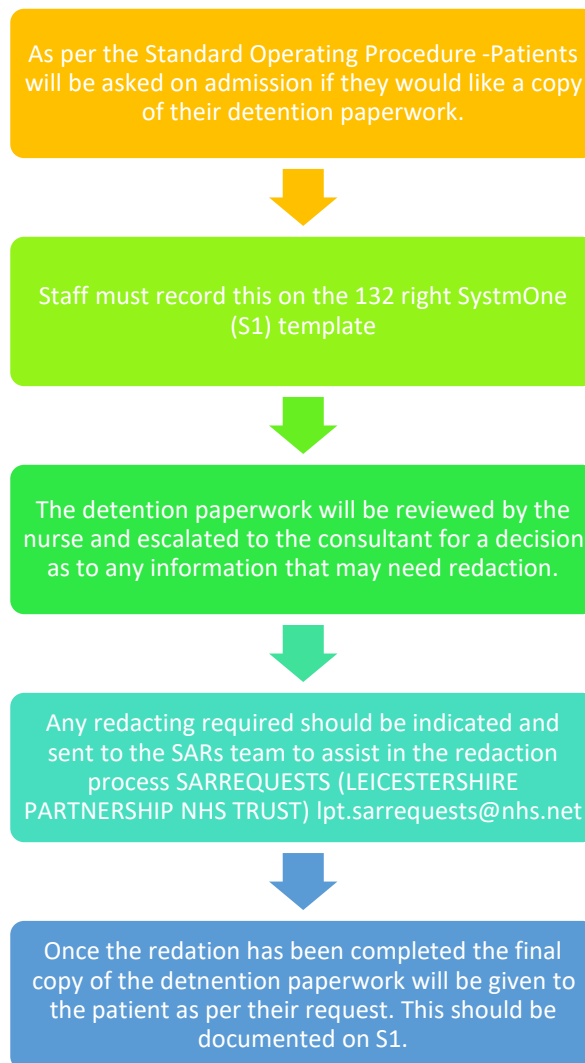 As per the Standard Operating Procedure -Patients
will be asked on admission if they would like a copy
of their detention paperwork.
Staff must record this on the 132 right SystmOne
(S1) template
The detention paperwork will be reviewed by the
nurse and escalated to the consultant for a decision
as to any information that may need redaction.
Any redacting required should be indicated and
sent to the SARs team to assist in the redaction
process SARREQUESTS (LEICESTERSHIRE
PARTNERSHIP NHS TRUST) lpt.sarrequests@nhs.net
Once the redation has been completed the final
copy of the detnention paperwork will be given to
the patient as per their request. This should be
documented on S1.